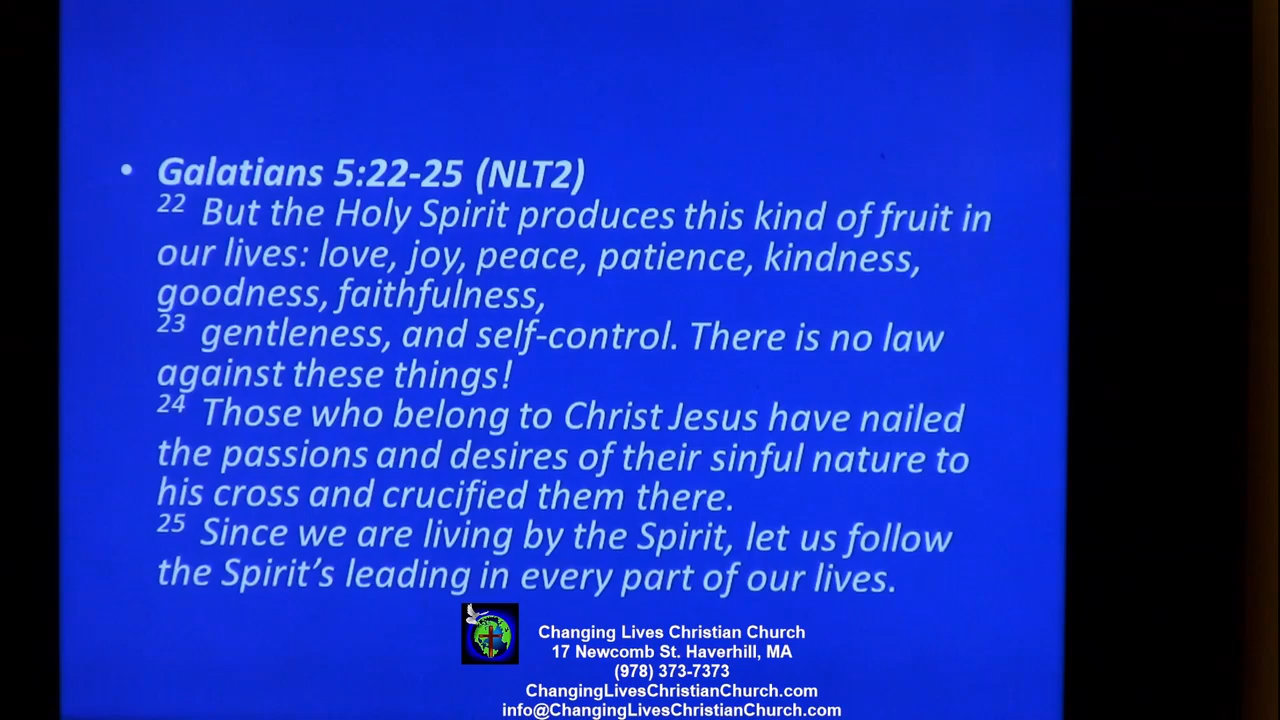 • Galatians 5:22-25 (NLT2)
22 But the Holy Spirit produces this kind of fruit in
our lives: love, joy, peace, patience, kindness,
goodness, faithfulness,
23 gentleness, and self-control. There is no law
against these things!
24 Those who belong to Christ Jesus have nailed
the passions and desires of their sinful nature to
his cross and crucified them there.
25 Since we are living by the Spirit, let us follow
the Spirit's leading in every part of our lives.
Changing Lives Christian Church
17 Newcomb St. Haverhill, MA
(978) 373-7373
ChangingLivesChristianChurch.com
info@ChangingLivesChristianChurch.com